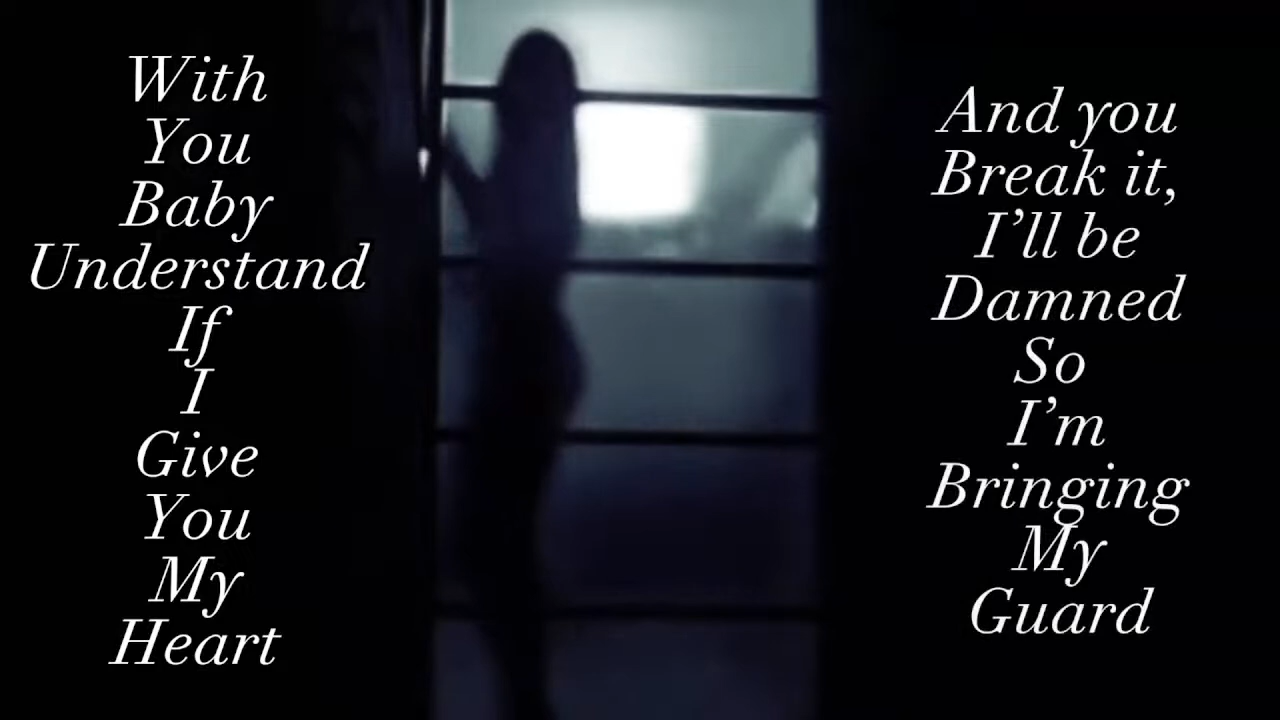 With
You
Baby
Understand
If
I
Give
You
My
Heart
And you
Break it,
I’ll be
Damned
So
I’m
Bringing
My
Guard